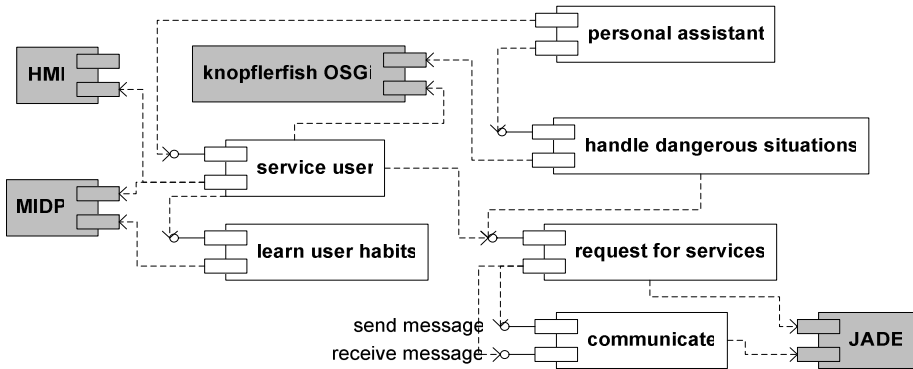 personal assistant
HMI
knopflerfish OSGi
handle dangerous situations
service user
MIDP
learn user habits
request for services
send message
receive message
communicate
JADE